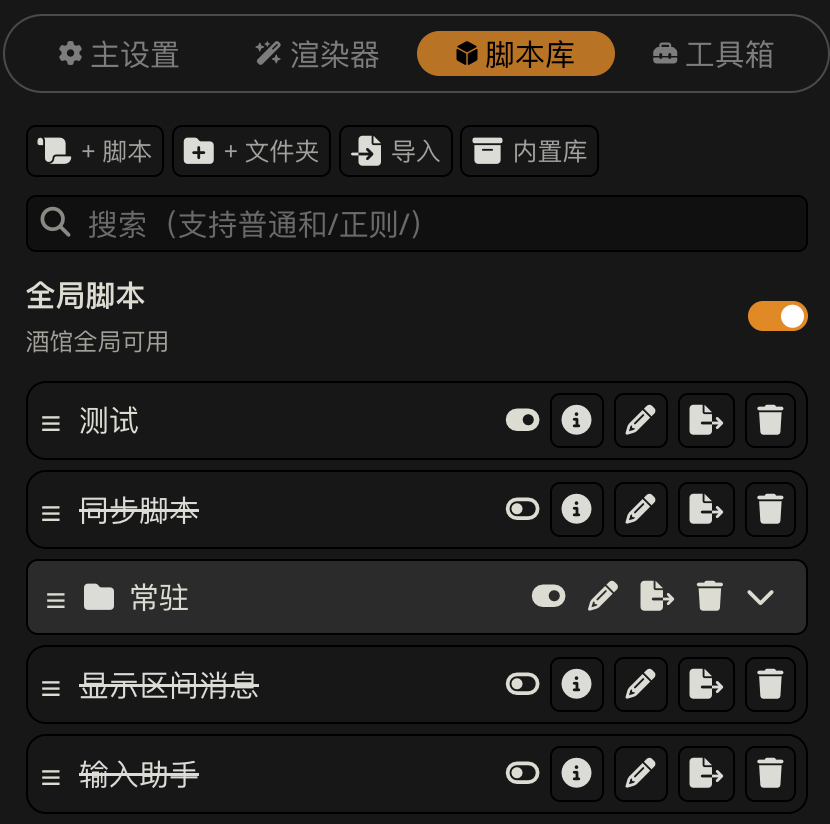 主设置 渲染器 脚本库 工具箱
+ 脚本 + 文件夹 导入 内置库
搜索（支持普通和/正则/）
全局脚本
酒馆全局可用
测试
同步脚本
常驻
显示区间消息
输入助手